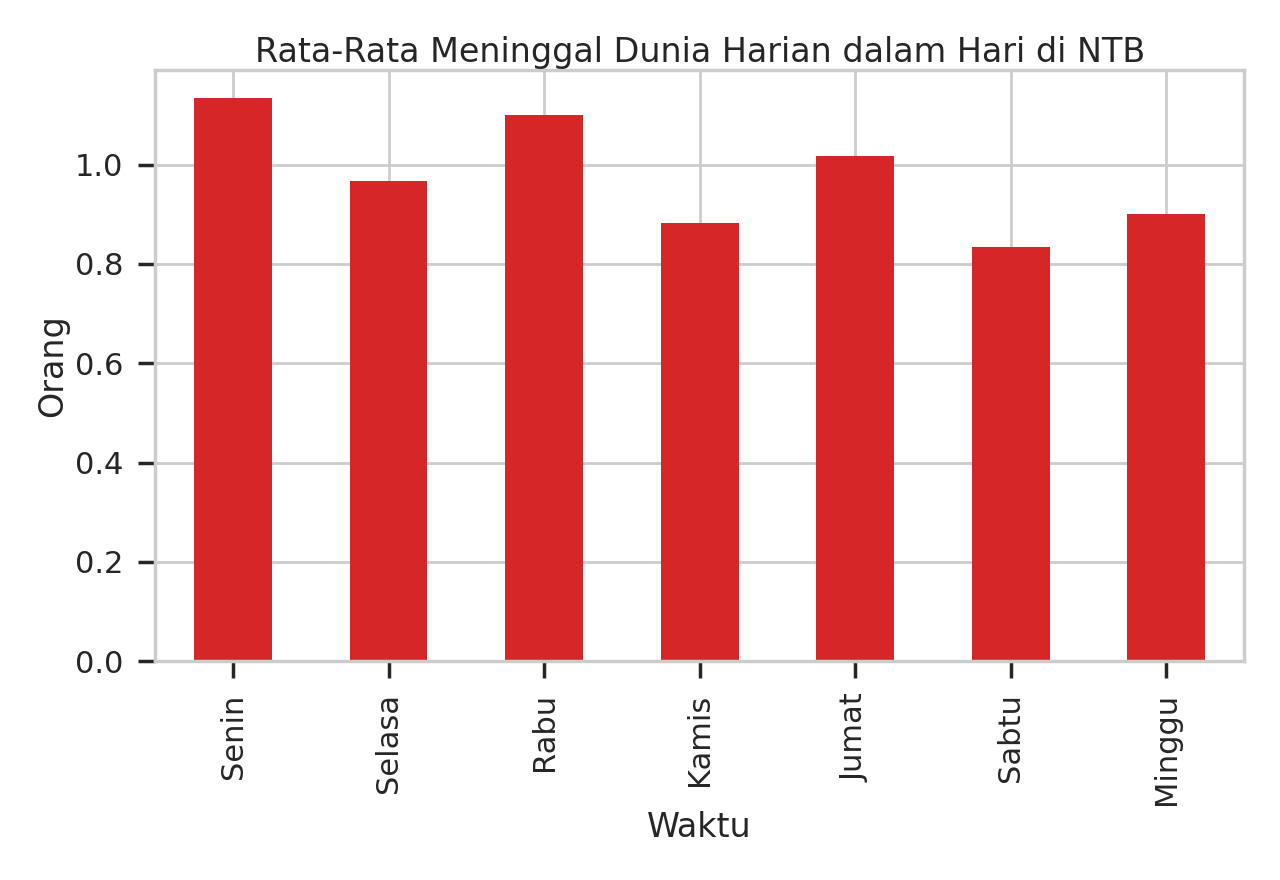 Rata-Rata Meninggal Dunia Harian dalam Hari di NTB
Orang
1.0
0.8
0.6
0.4
0.2
0.0
Senin
Selasa
Rabu
Kamis
Jumat
Sabtu
Minggu
Waktu